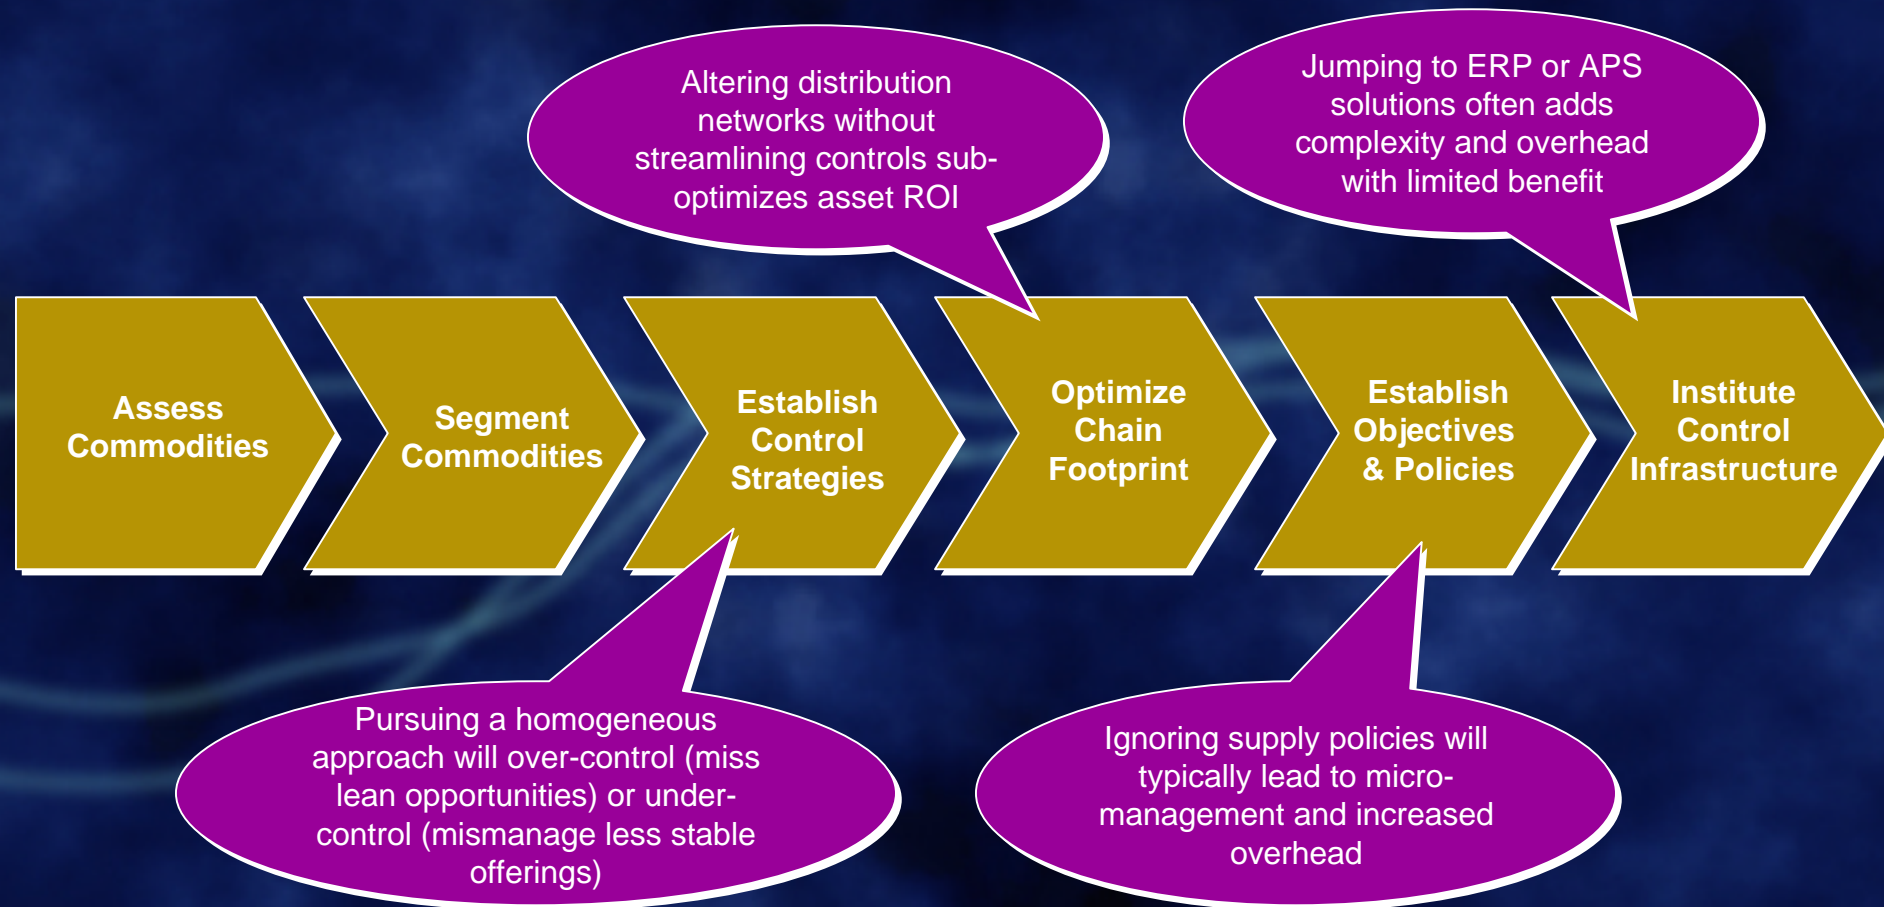 Altering distribution
networks without
streamlining controls sub-
optimizes asset ROI
Jumping to ERP or APS
solutions often adds
complexity and overhead
with limited benefit
Assess
Commodities
Segment
Commodities
Establish
Control
Strategies
Optimize
Chain
Footprint
Establish
Objectives
& Policies
Institute
Control
Infrastructure
Pursuing a homogeneous
approach will over-control (miss
lean opportunities) or under-
control (mismanage less stable
offerings)
Ignoring supply policies will
typically lead to micro-
management and increased
overhead